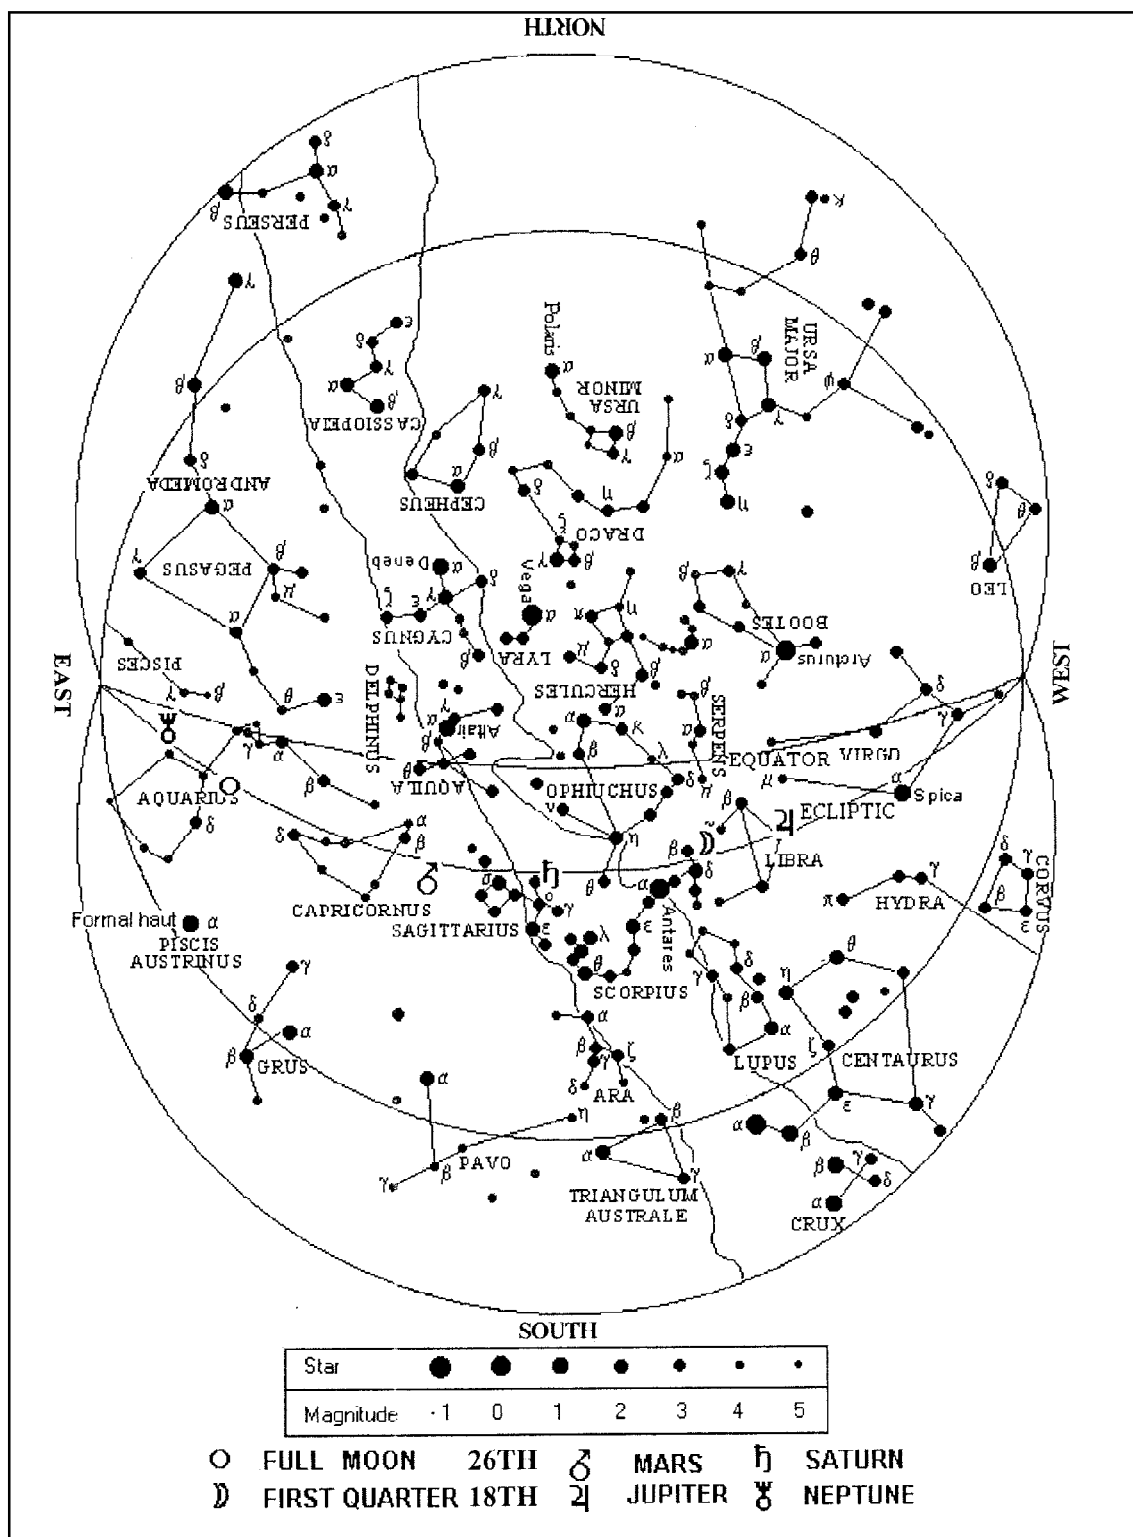 NORTH
δ
α
β
γ
PERSEUS
κ
θ
γ
Polaris
α
URSA MINOR
β
γ
URSA
MAJOR
α
β
γ
δ
ε
ζ
η
ψ
ε
δ
γ
α
β
CASSIOPEIA
γ
β
α
CEPHEUS
β
δ
ANDROMEDA
α
δ
η
α
DRACO
ζ
γ
β
δ
θ
β
LEO
γ
PEGASUS
β
μ
α
Deneb
α
γ
ε
ζ
δ
CYGNUS
β
Vega
α
LYRA
π
η
μ
δ
β
HERCULES
α
β
γ
BOOTES
α
Arcturus
EAST
WEST
PISCES
γ
β
θ
ε
DELPHINUS
γ
α
Altair
β
θ
AQUILA
α
β
κ
λ
δ
OPHIUCHUS
ν
η
θ
α
SERPENS
β
α
μ
EQUATOR
VIRGO
δ
γ
μ
α
Spica
ECLIPTIC
LIBRA
β
γ
α
β
AQUARIUS
δ
α
β
δ
CAPRICORNUS
σ
SAGITTARIUS
γ
ε
α
Antares
β
δ
ε
λ
θ
SCORPIUS
π
γ
α
HYDRA
δ
γ
β
ε
CORVUS
Formal haut
α
PISCIS
AUSTRINUS
γ
δ
α
β
GRUS
δ
γ
β
α
LUPUS
θ
η
ζ
CENTAURUS
ε
γ
α
β
α
β
γ
ζ
δ
ARA
α
η
PAVO
β
γ
β
α
γ
TRIANGULUM
AUSTRALE
γ
β
δ
α
CRUX
SOUTH
Star
Magnitude -1 0 1 2 3 4 5
FULL MOON 26TH MARS SATURN
FIRST QUARTER 18TH JUPITER NEPTUNE